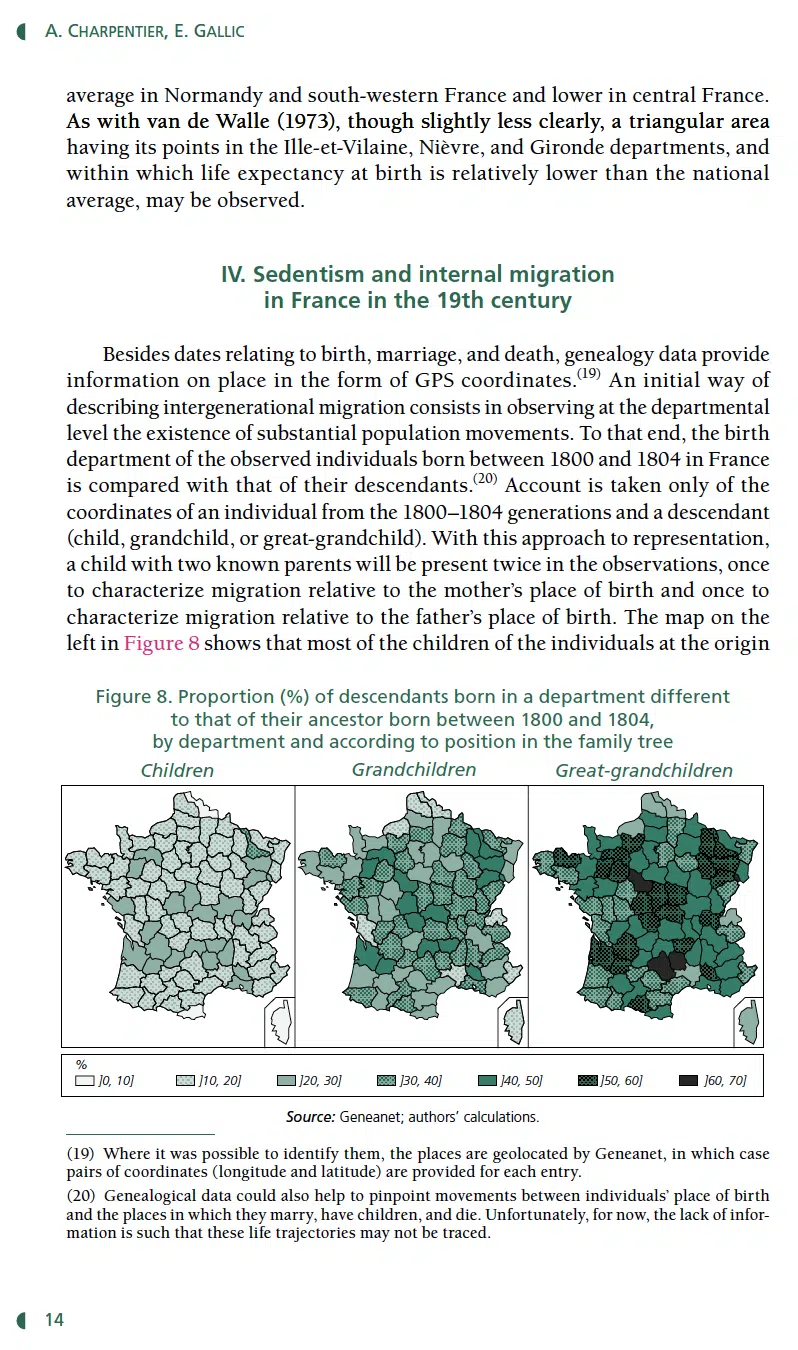 A. CHARPENTIER, E. GALLIC
average in Normandy and south-western France and lower in central France.
As with van de Walle (1973), though slightly less clearly, a triangular area
having its points in the Ille-et-Vilaine, Nièvre, and Gironde departments, and
within which life expectancy at birth is relatively lower than the national
average, may be observed.
IV. Sedentism and internal migration
in France in the 19th century
Besides dates relating to birth, marriage, and death, genealogy data provide
information on place in the form of GPS coordinates.(19) An initial way of
describing intergenerational migration consists in observing at the departmental
level the existence of substantial population movements. To that end, the birth
department of the observed individuals born between 1800 and 1804 in France
is compared with that of their descendants.(20) Account is taken only of the
coordinates of an individual from the 1800–1804 generations and a descendant
(child, grandchild, or great-grandchild). With this approach to representation,
a child with two known parents will be present twice in the observations, once
to characterize migration relative to the mother’s place of birth and once to
characterize migration relative to the father’s place of birth. The map on the
left in Figure 8 shows that most of the children of the individuals at the origin
Figure 8. Proportion (%) of descendants born in a department different
to that of their ancestor born between 1800 and 1804,
by department and according to position in the family tree
Children Grandchildren Great-grandchildren
%
]0, 10] ]10, 20] ]20, 30] ]30, 40] ]40, 50] ]50, 60] ]60, 70]
Source: Geneanet; authors’ calculations.
(19) Where it was possible to identify them, the places are geolocated by Geneanet, in which case
pairs of coordinates (longitude and latitude) are provided for each entry.
(20) Genealogical data could also help to pinpoint movements between individuals’ place of birth
and the places in which they marry, have children, and die. Unfortunately, for now, the lack of infor-
mation is such that these life trajectories may not be traced.
14